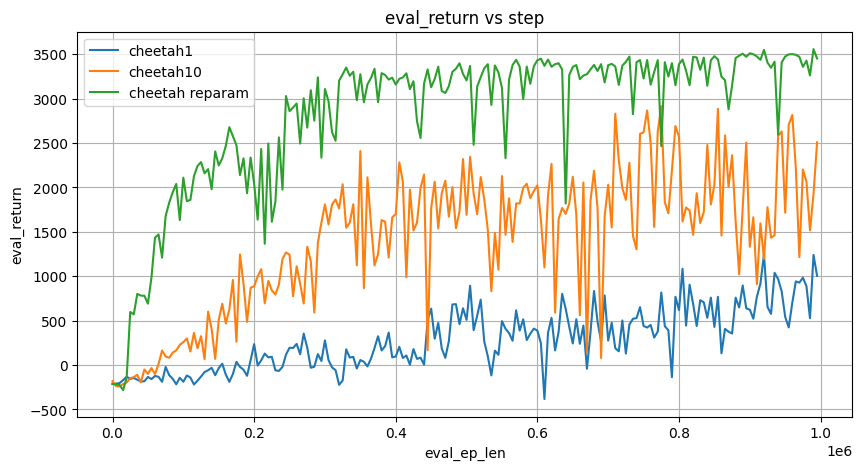 eval_return vs step
cheetah1
cheetah10
cheetah reparam
eval_return
3500
3000
2500
2000
1500
1000
500
0
−500
0.0
0.2
0.4
0.6
0.8
1.0
1e6
eval_ep_len